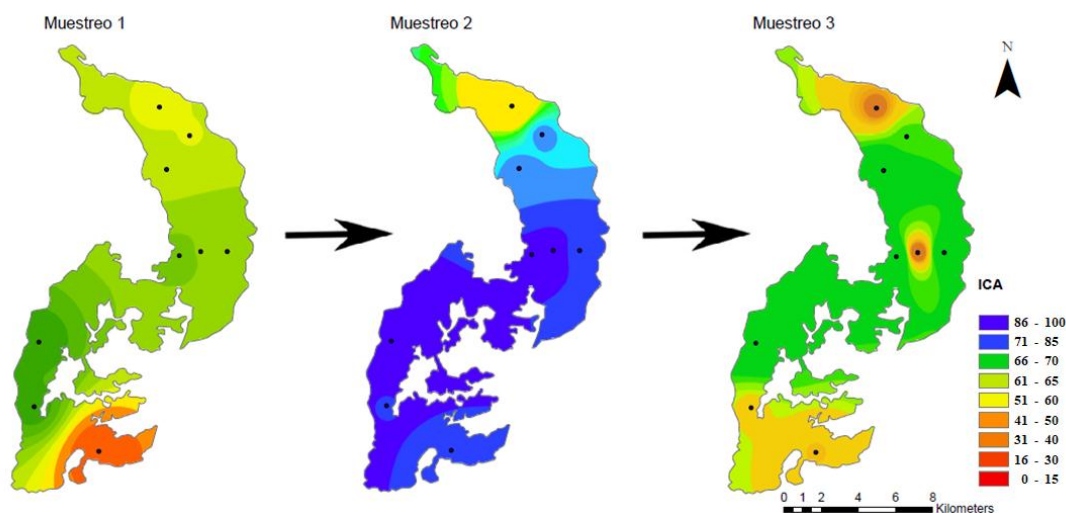 Muestreo 1
Muestreo 2
Muestreo 3
N
ICA
86 - 100
71 - 85
66 - 70
61 - 65
51 - 60
41 - 50
31 - 40
16 - 30
0 - 15
0 1 2 4 6 8
Kilometers